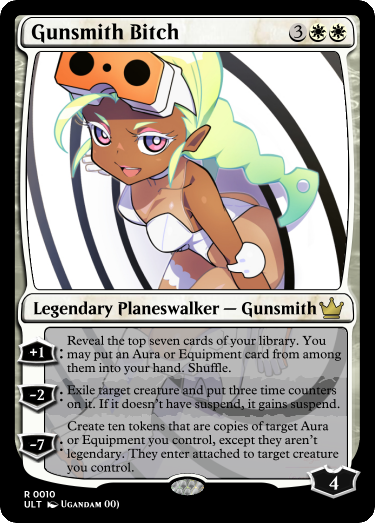 Gunsmith Bitch 3
Legendary Planeswalker — Gunsmith
+1: Reveal the top seven cards of your library. You
may put an Aura or Equipment card from among
them into your hand. Shuffle.
-2: Exile target creature and put three time counters
on it. If it doesn't have suspend, it gains suspend.
-7: Create ten tokens that are copies of target Aura
or Equipment you control, except they aren't
legendary. They enter attached to target creature
you control.
4
R 0010
ULT Ugandam 00)